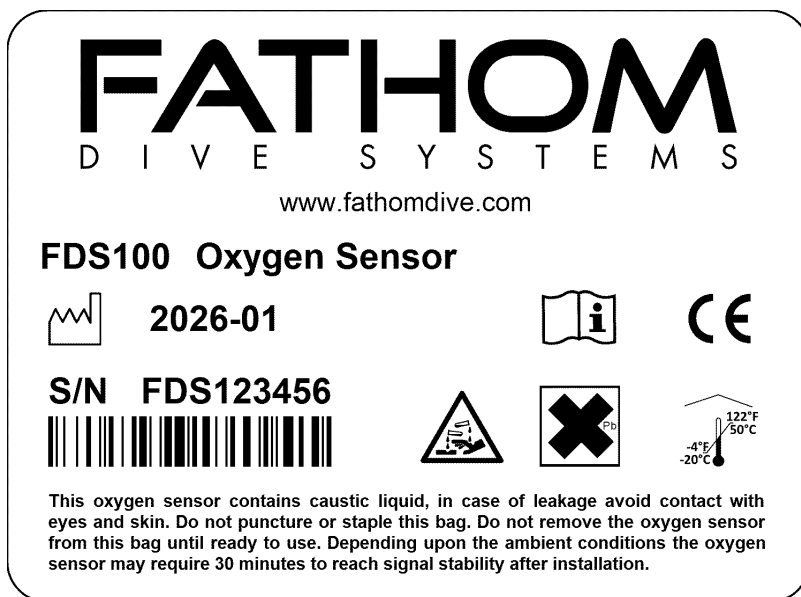 FATHOM
DIVE SYSTEMS
www.fathomdive.com
FDS100 Oxygen Sensor
2026-01
i
CE
S/N FDS123456
Pb
122°F
50°C
-4°F
-20°C
This oxygen sensor contains caustic liquid, in case of leakage avoid contact with
eyes and skin. Do not puncture or staple this bag. Do not remove the oxygen sensor
from this bag until ready to use. Depending upon the ambient conditions the oxygen
sensor may require 30 minutes to reach signal stability after installation.